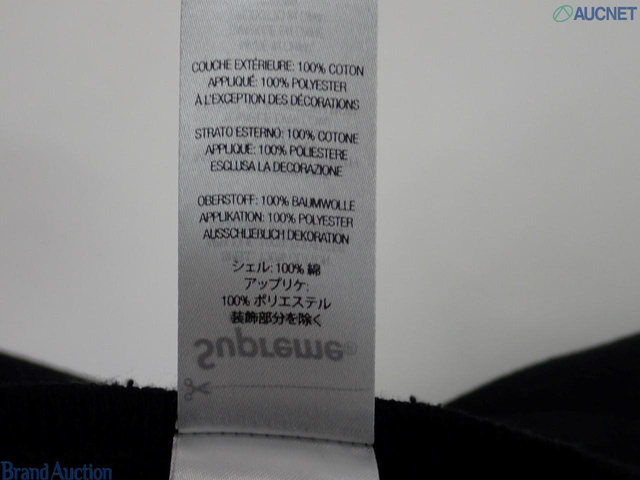 AUCNET
COUCHE EXTÉRIEURE: 100% COTON
APPLIQUÉ: 100% POLYESTER
À L'EXCEPTION DES DÉCORATIONS
STRATO ESTERNO: 100% COTONE
APPLIQUE: 100% POLIESTERE
ESCLUSA LA DECORAZIONE
OBERSTOFF: 100% BAUMWOLLE
APPLIKATION: 100% POLYESTER
AUSSCHLIEBLICH DEKORATION
シェル: 100% 綿
アップリケ:
100% ポリエステル
装飾部分を除く
Supreme®
Brand Auction